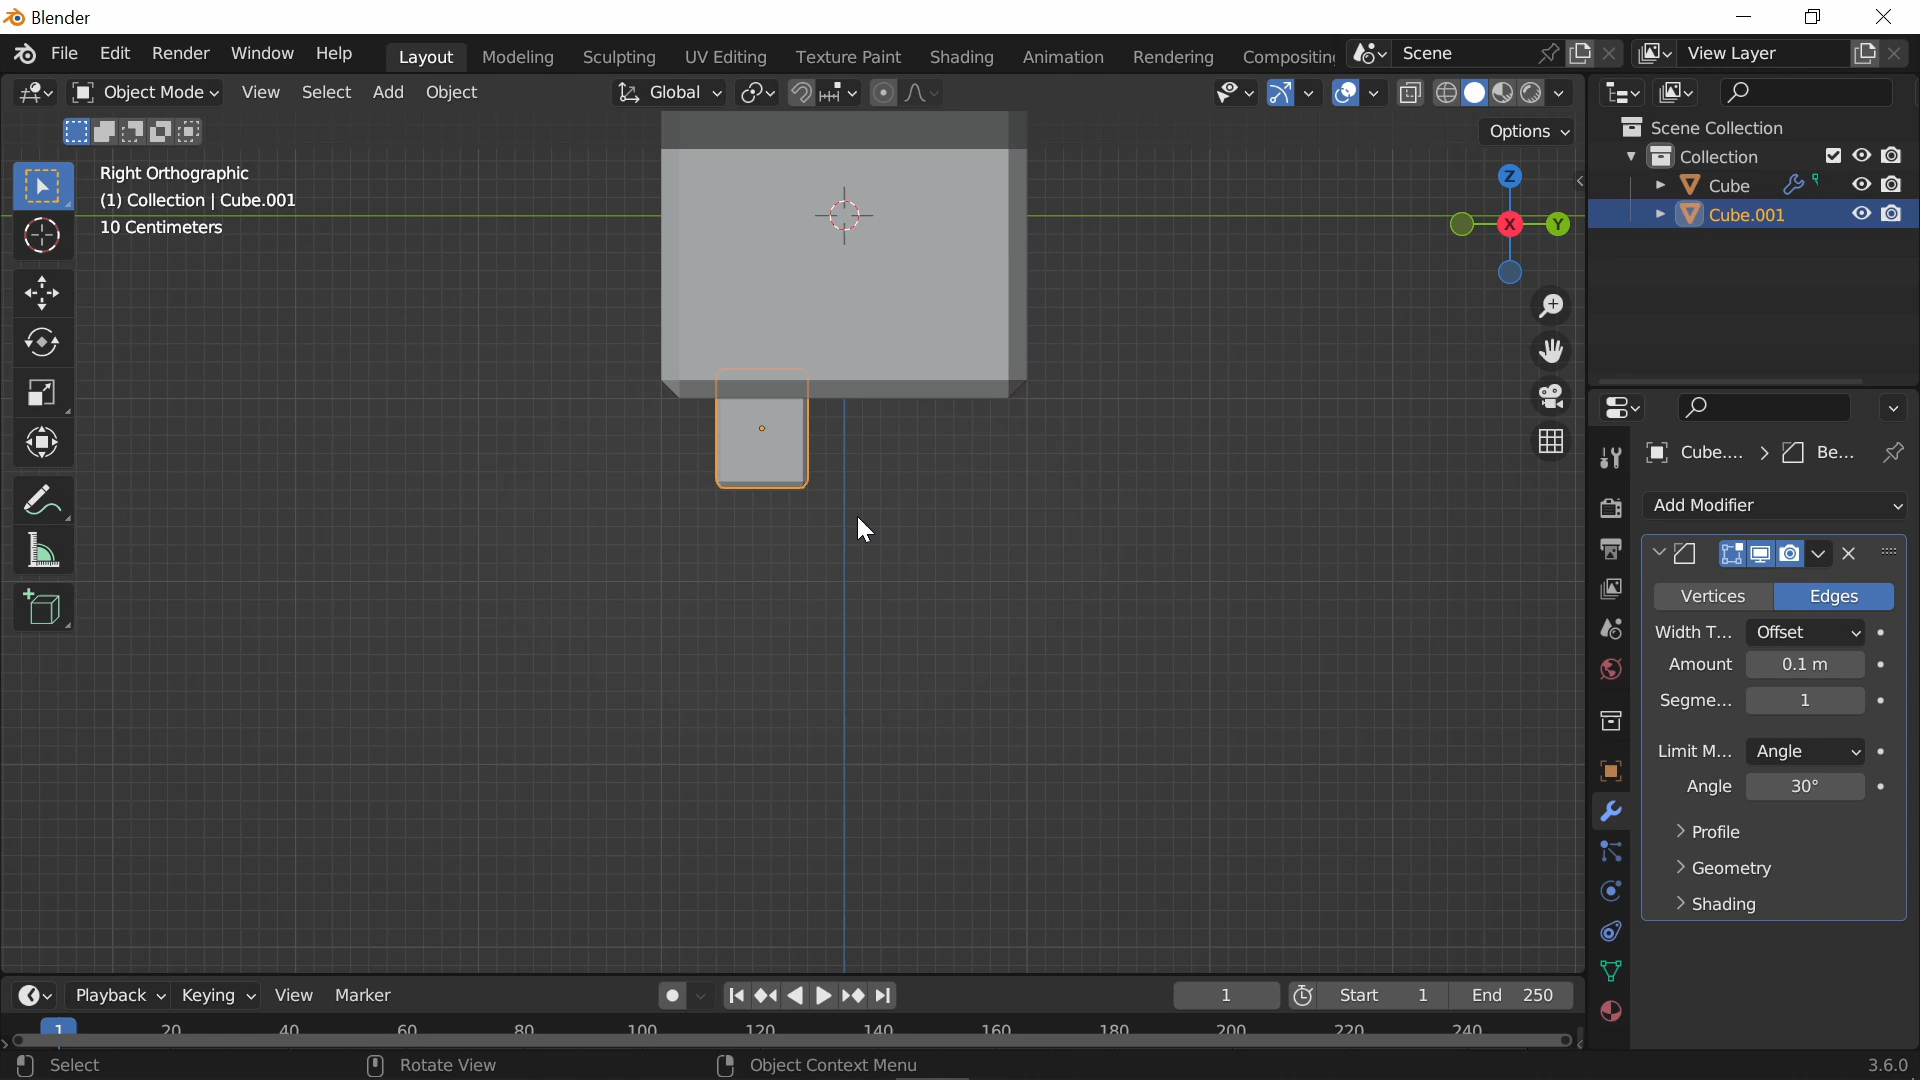 Blender
File Edit Render Window Help Layout Modeling Sculpting UV Editing Texture Paint Shading Animation Rendering Compositing Scene View Layer
Object Mode View Select Add Object Global
Options
Right Orthographic
(1) Collection | Cube.001
10 Centimeters
Z
X
Y
Scene Collection
Collection
Cube
Cube.001
Cube.... Be...
Add Modifier
Vertices Edges
Width T... Offset
Amount 0.1 m
Segme... 1
Limit M... Angle
Angle 30°
Profile
Geometry
Shading
Playback Keying View Marker 1 Start 1 End 250
1 20 40 60 80 100 120 140 160 180 200 220 240
Select Rotate View Object Context Menu 3.6.0